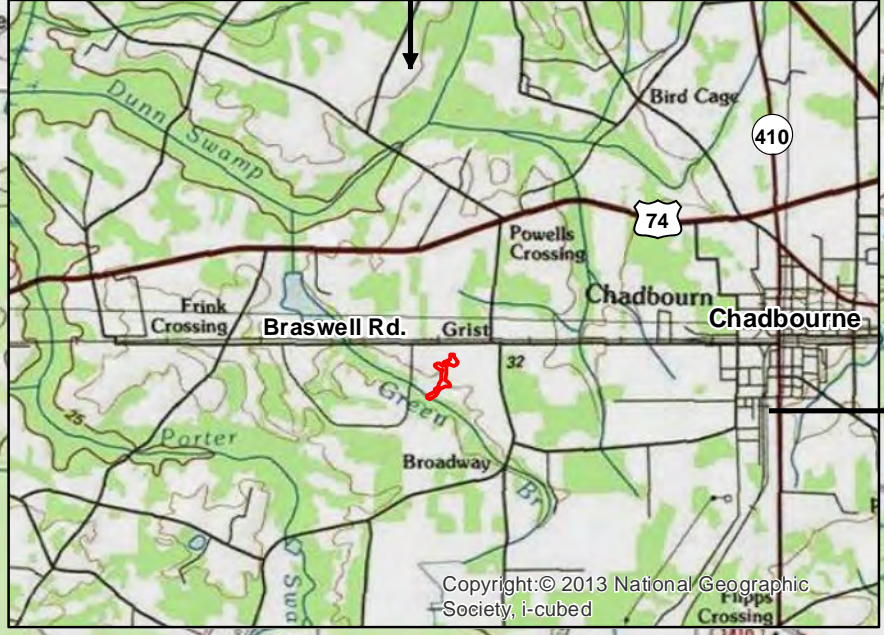 Dunn Swamp
Bird Cage
410
74
Powells
Crossing
Chadbourn
Frink
Crossing
Braswell Rd.
Grist
Chadbourne
32
Green
25
Porter
Broadway
Br
Swa
Copyright:© 2013 National Geographic
Society, i-cubed
Crossing